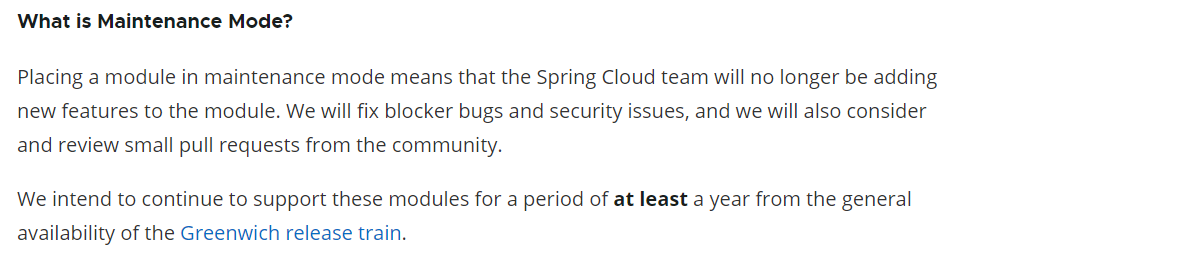 What is Maintenance Mode?
Placing a module in maintenance mode means that the Spring Cloud team will no longer be adding
new features to the module. We will fix blocker bugs and security issues, and we will also consider
and review small pull requests from the community.
We intend to continue to support these modules for a period of at least a year from the general
availability of the Greenwich release train.